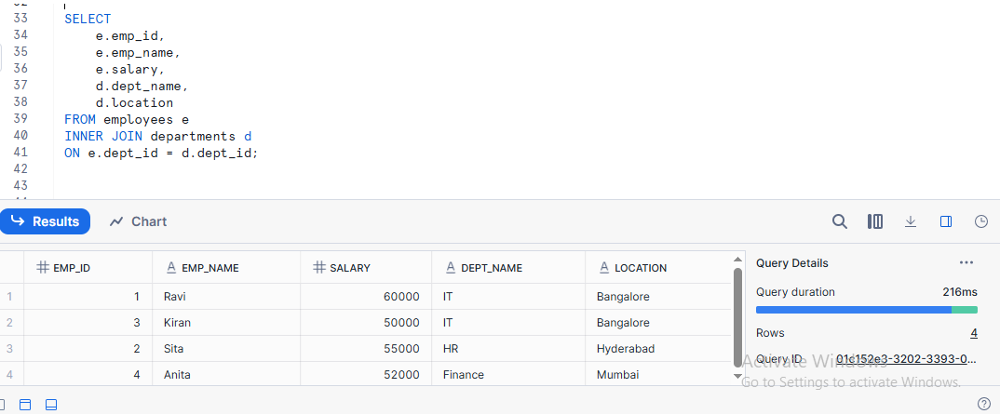 33 SELECT
34 e.emp_id,
35 e.emp_name,
36 e.salary,
37 d.dept_name,
38 d.location
39 FROM employees e
40 INNER JOIN departments d
41 ON e.dept_id = d.dept_id;
42
43
Results Chart
EMP_ID EMP_NAME SALARY DEPT_NAME LOCATION
1 1 Ravi 60000 IT Bangalore
2 3 Kiran 50000 IT Bangalore
3 2 Sita 55000 HR Hyderabad
4 4 Anita 52000 Finance Mumbai
Query Details
Query duration 216ms
Rows 4
Query ID 01d152e3-3202-3393-0...
Activate Windows
Go to Settings to activate Windows.